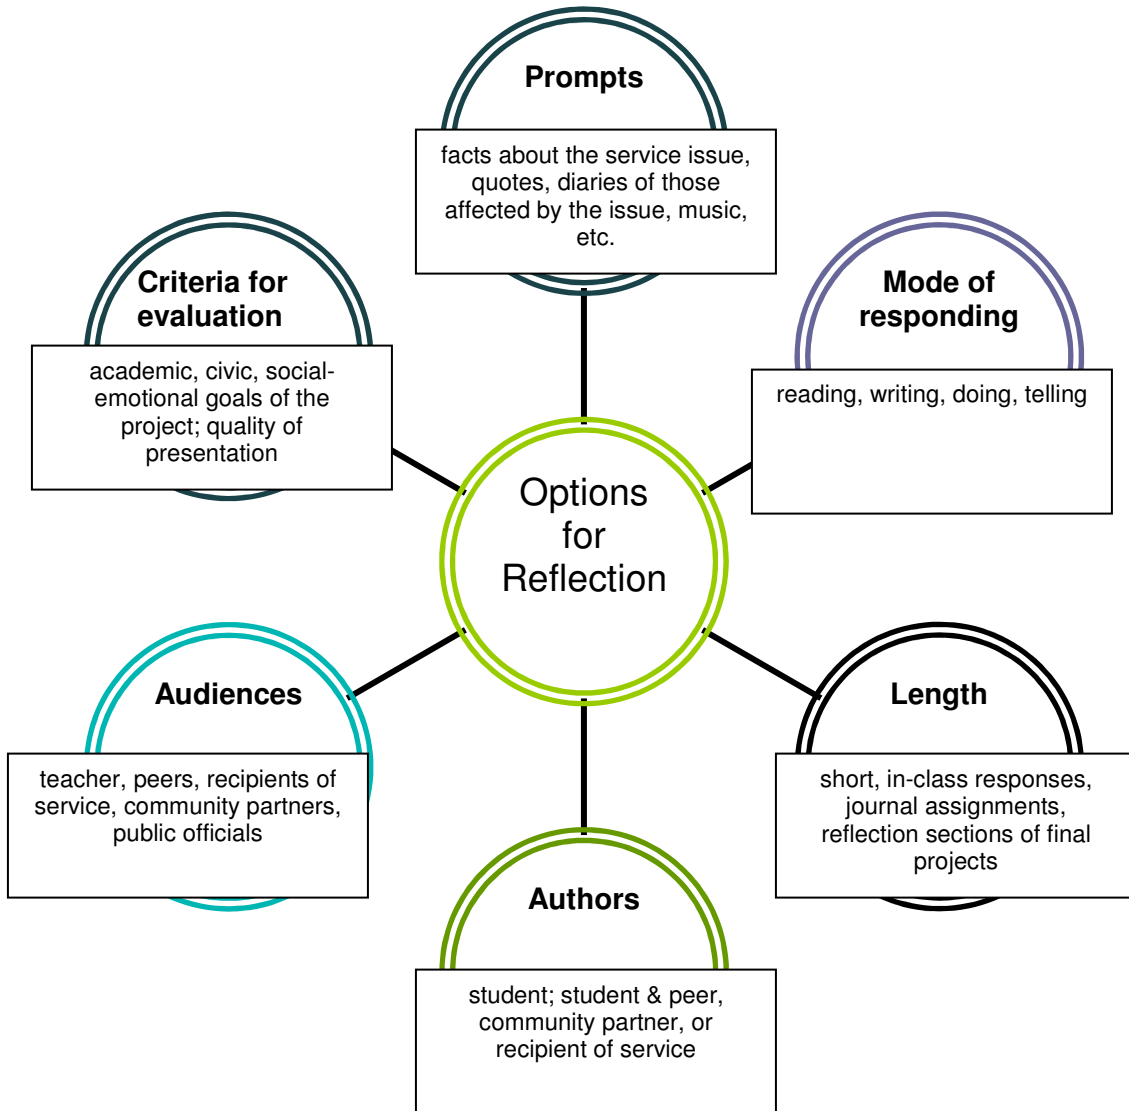 Prompts
facts about the service issue,
quotes, diaries of those
affected by the issue, music,
etc.
Criteria for
evaluation
academic, civic, social-
emotional goals of the
project; quality of
presentation
Mode of
responding
reading, writing, doing, telling
Options
for
Reflection
Audiences
teacher, peers, recipients of
service, community partners,
public officials
Length
short, in-class responses,
journal assignments,
reflection sections of final
projects
Authors
student; student & peer,
community partner, or
recipient of service